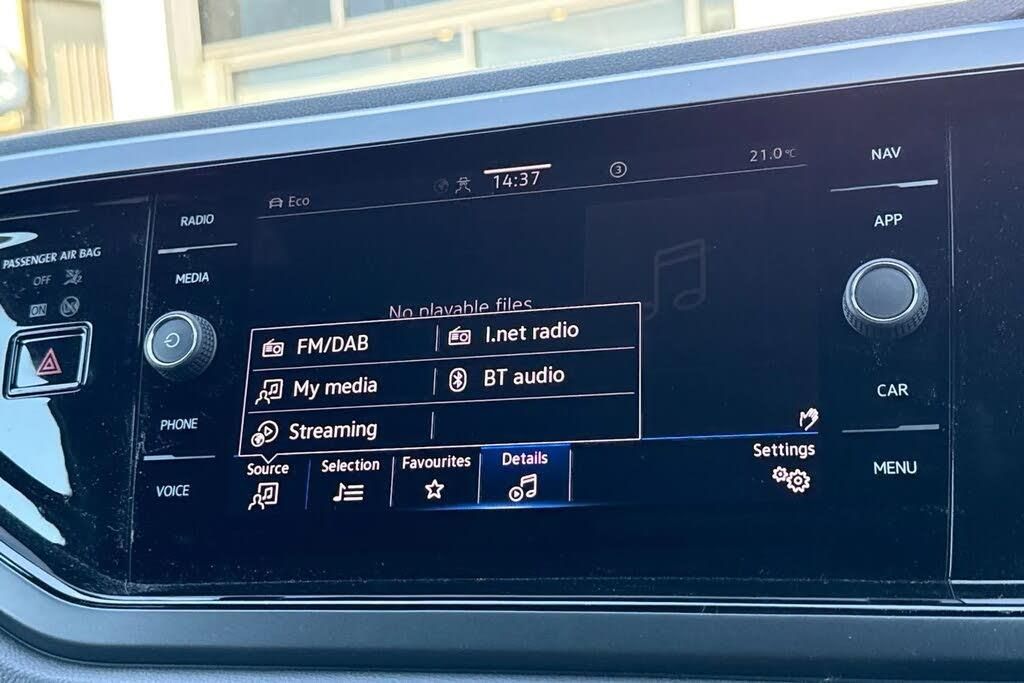 NAV
21.0°C
3
14:37
Eco
RADIO
APP
PASSENGER AIR BAG
OFF
MEDIA
ON
No playable files
FM/DAB
I.net radio
My media
BT audio
CAR
Streaming
PHONE
Source
Selection
Favourites
Details
Settings
MENU
VOICE